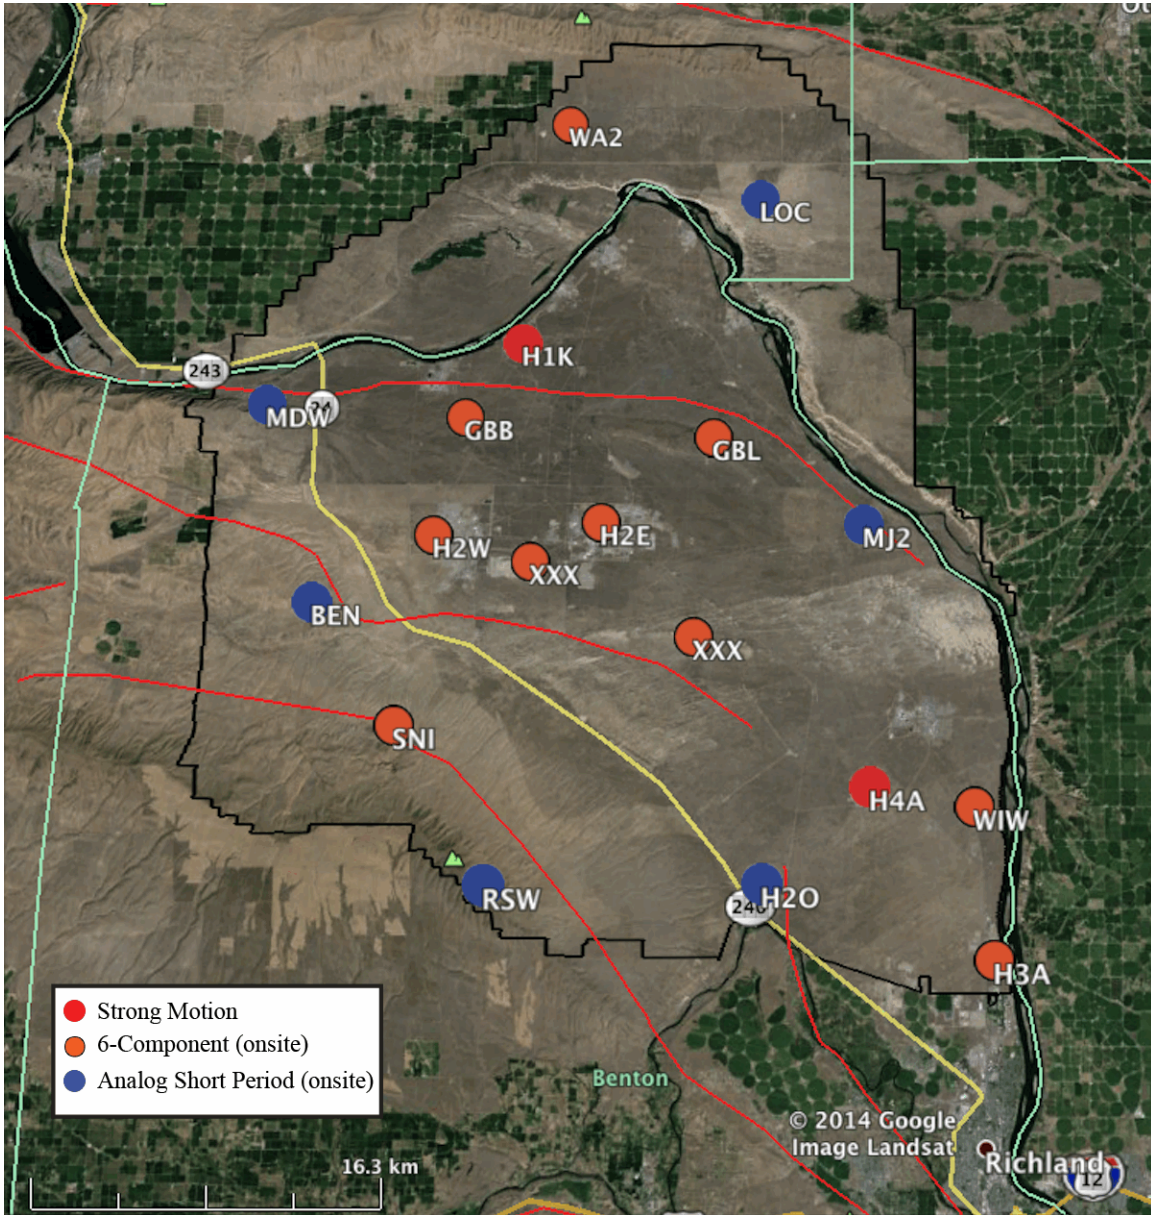 WA2
LOC
H1K
243
MDW
GBB
GBL
H2W
H2E
MJ2
XXX
BEN
XXX
SNI
H4A
WIW
RSW
H2O
H3A
Strong Motion
6-Component (onsite)
Analog Short Period (onsite)
Benton
© 2014 Google
Image Landsat
16.3 km
Richland
12